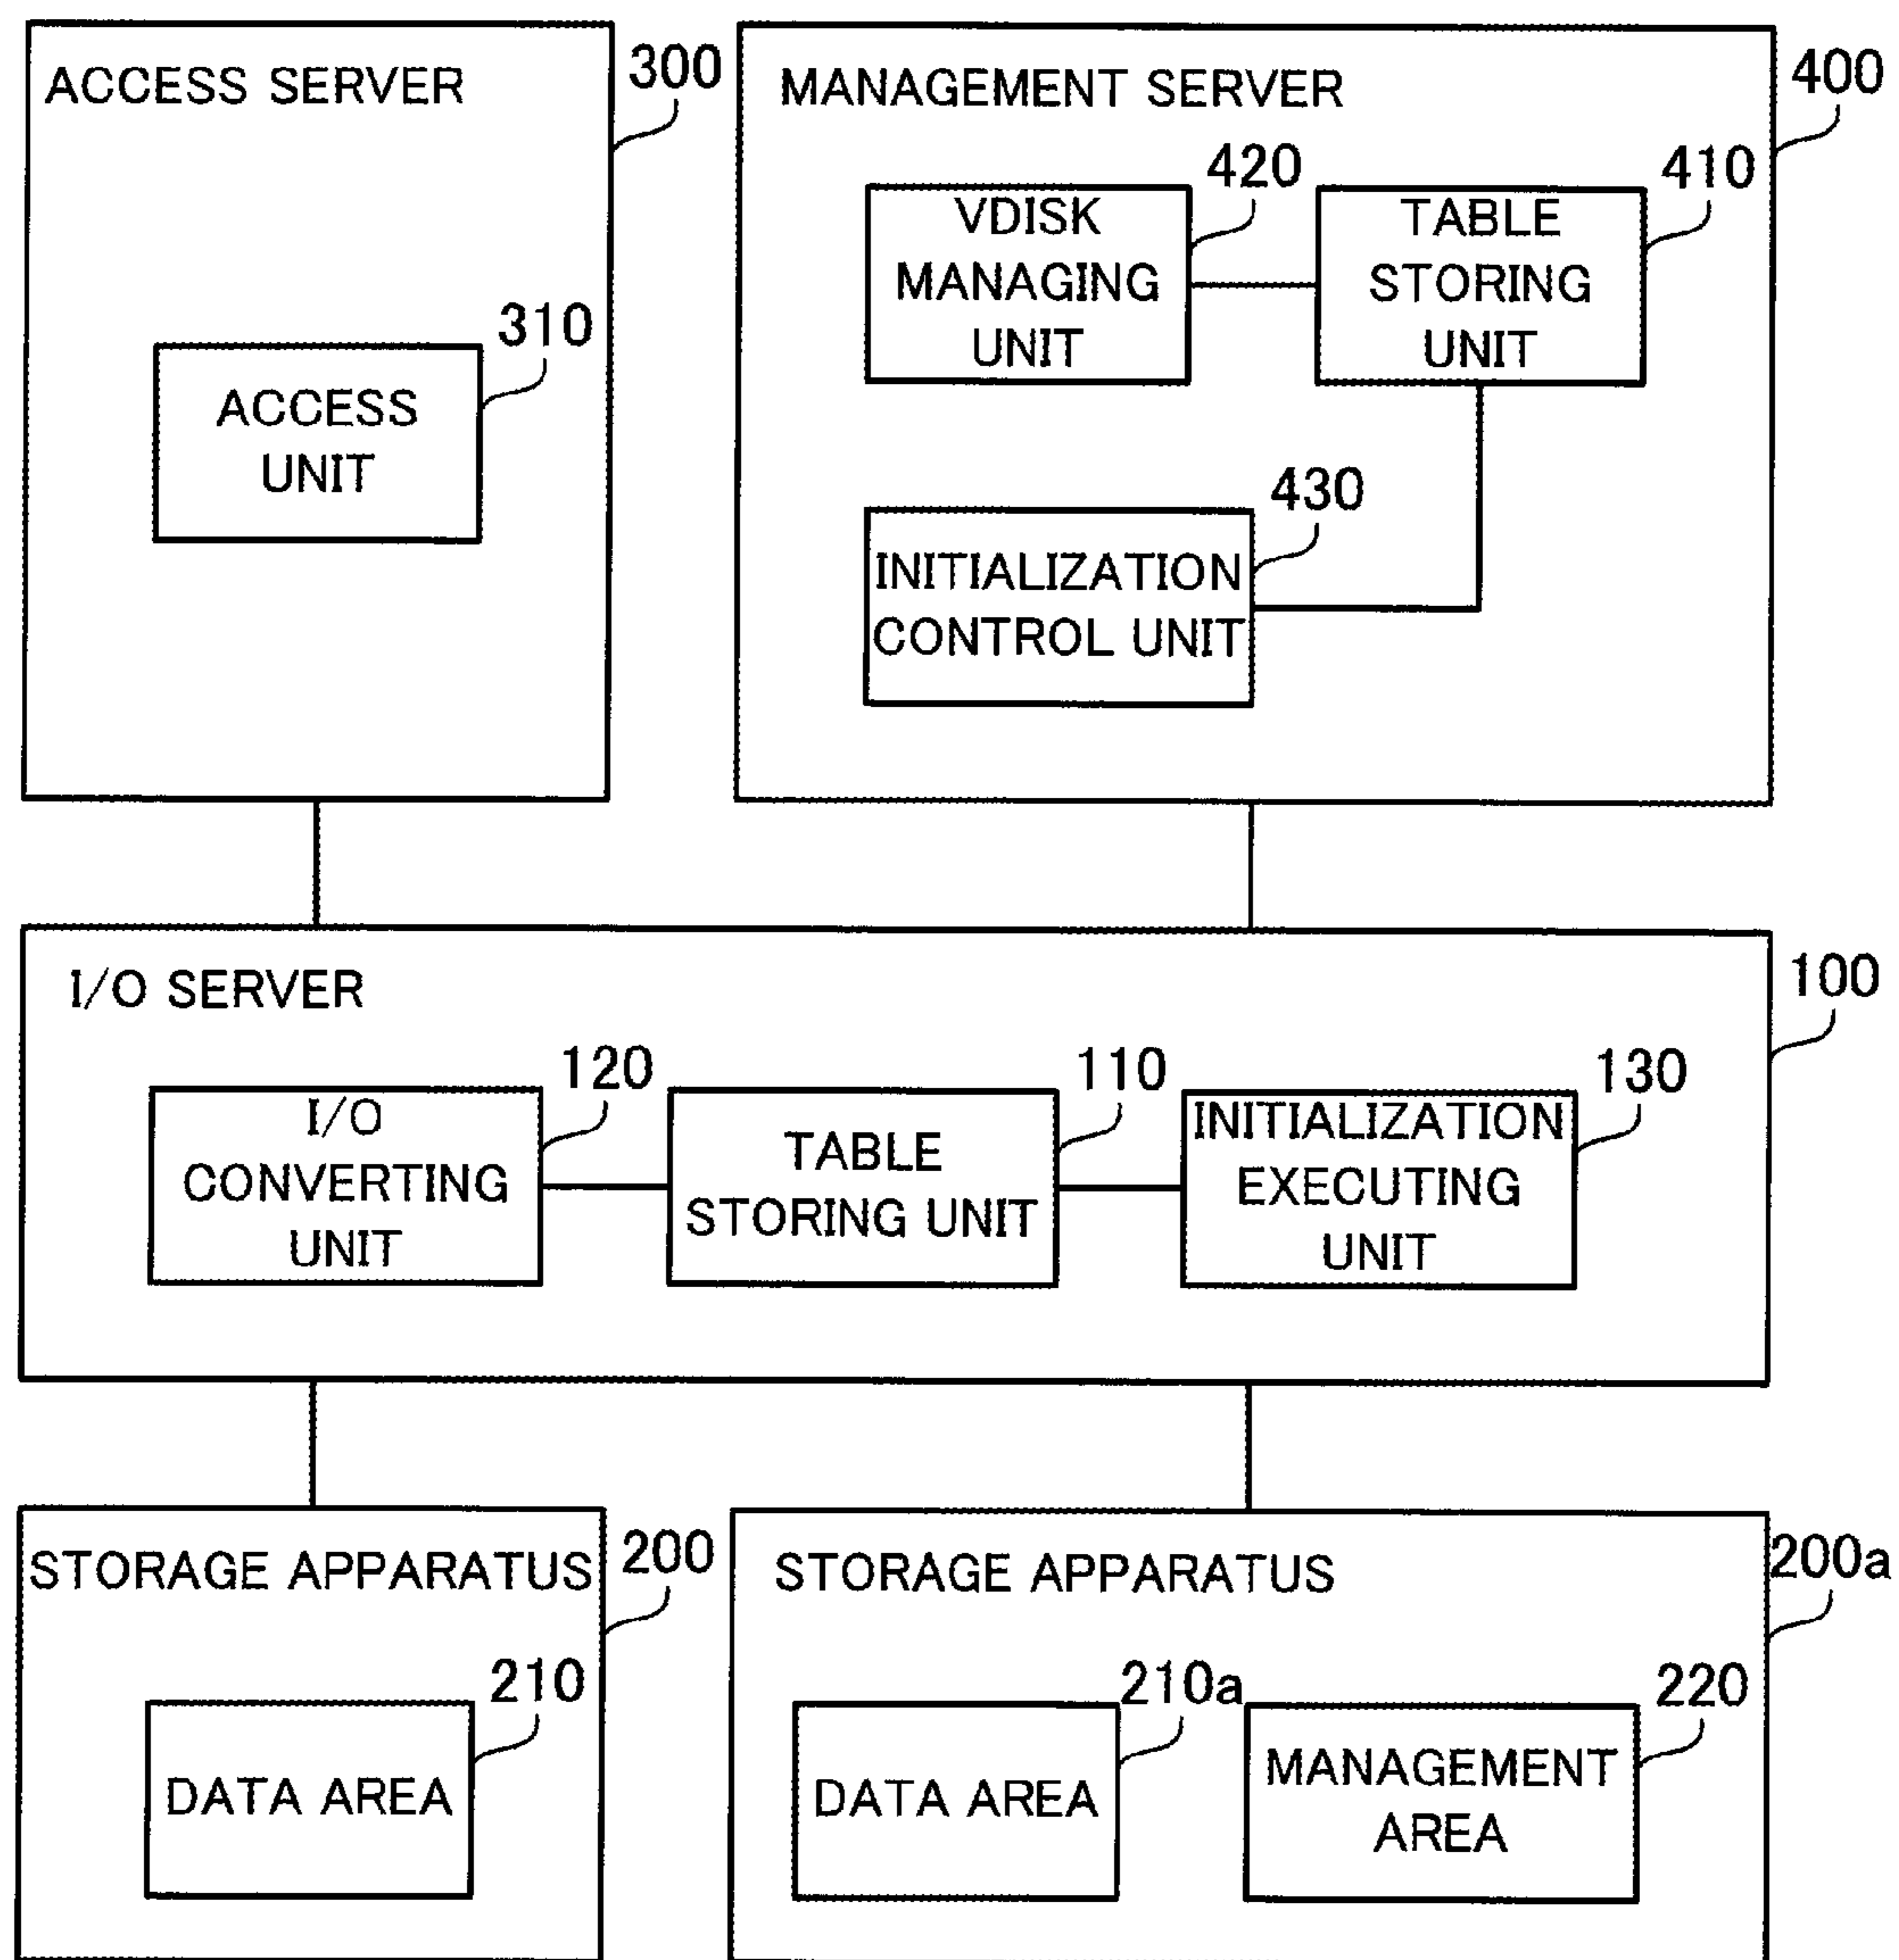 ACCESS SERVER
300
310
ACCESS
UNIT
MANAGEMENT SERVER
400
420
VDISK
MANAGING
UNIT
410
TABLE
STORING
UNIT
430
INITIALIZATION
CONTROL UNIT
I/O SERVER
100
120
I/O
CONVERTING
UNIT
110
TABLE
STORING UNIT
130
INITIALIZATION
EXECUTING
UNIT
STORAGE APPARATUS
200
210
DATA AREA
STORAGE APPARATUS
200a
210a
DATA AREA
220
MANAGEMENT
AREA